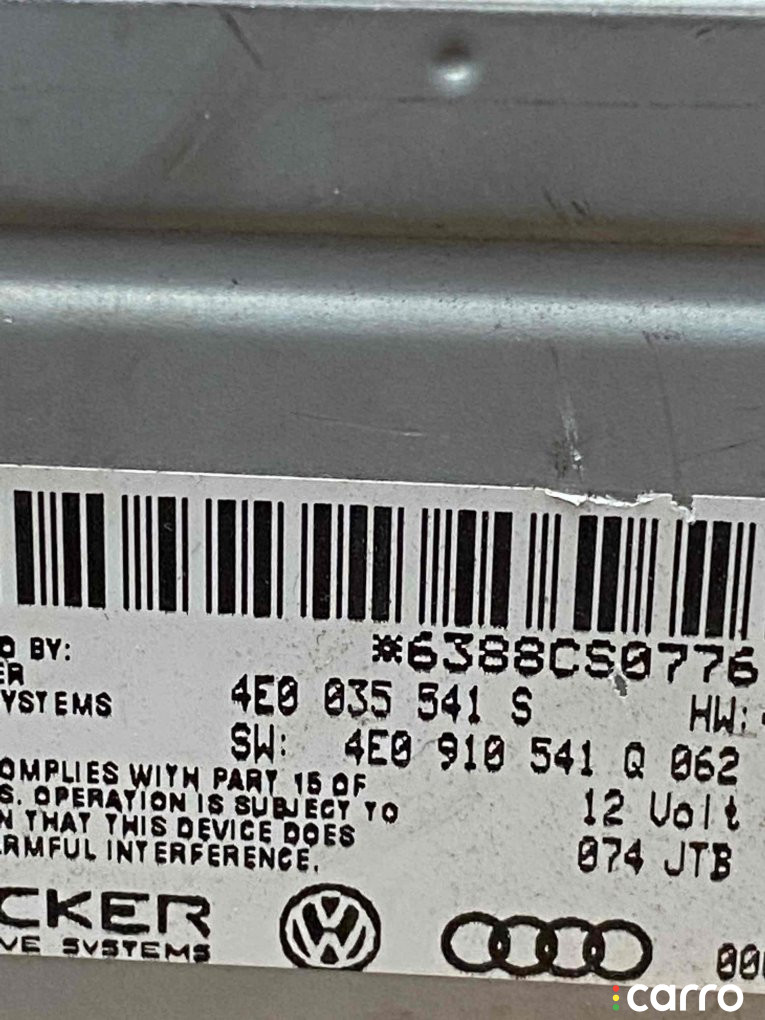 *6388CS0776
D BY:
ER
YSTEMS
4E0 035 541 S
HW:
SW: 4E0 910 541 Q 062
OMPLIES WITH PART 15 OF
S. OPERATION IS SUBJECT TO
N THAT THIS DEVICE DOES
ARMFUL INTERFERENCE.
12 Volt
074 JTB
CKER
VE SYSTEMS
00
:carro